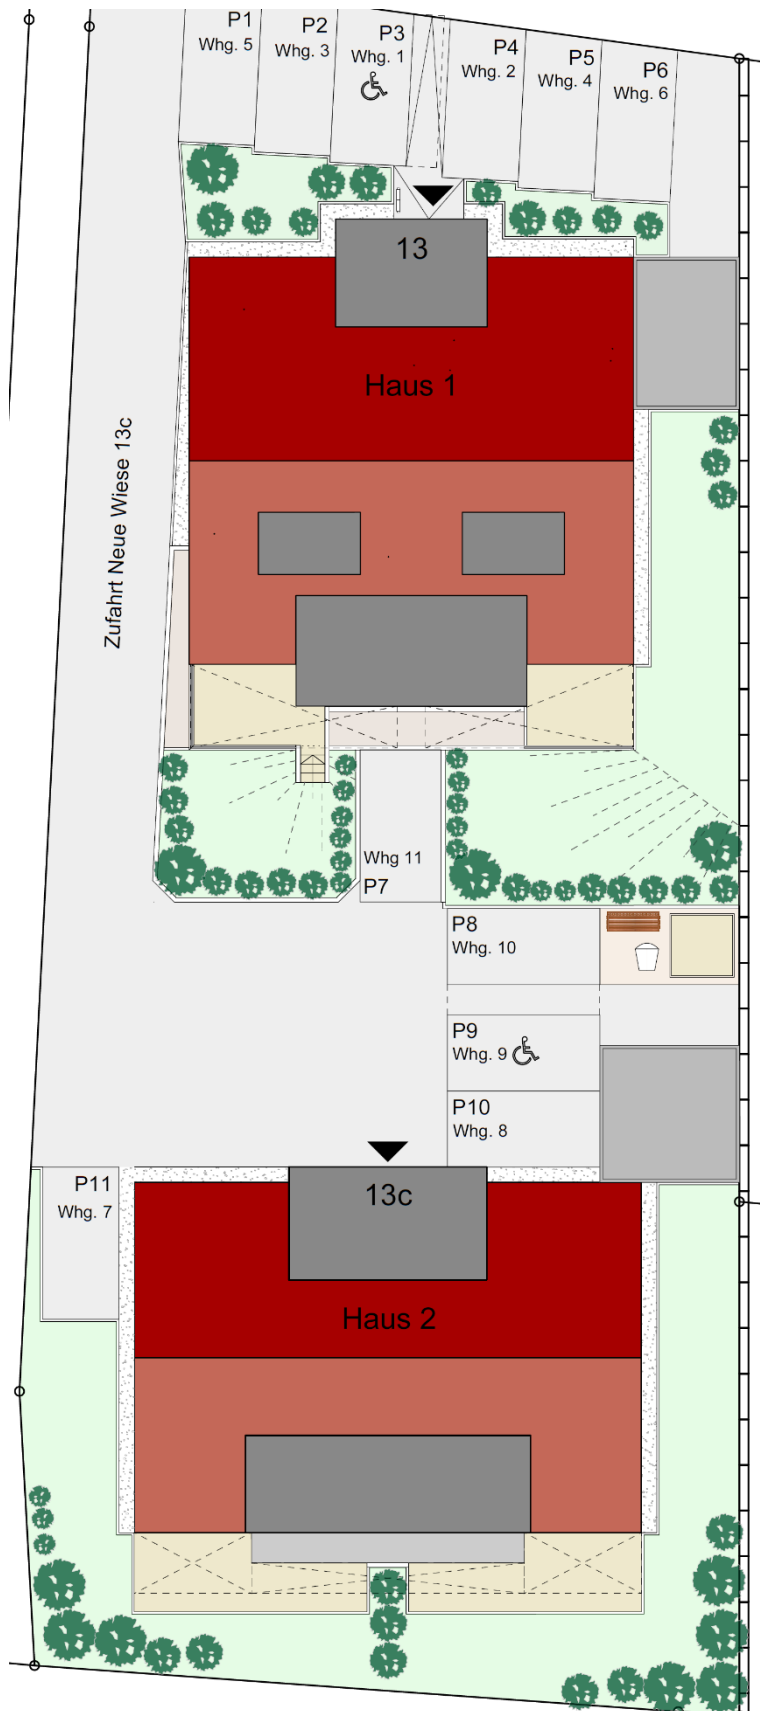 P1
Whg. 5
P2
Whg. 3
P3
Whg. 1
P4
Whg. 2
P5
Whg. 4
P6
Whg. 6
13
Haus 1
Zufahrt Neue Wiese 13c
Whg 11
P7
P8
Whg. 10
P9
Whg. 9
P10
Whg. 8
P11
Whg. 7
13c
Haus 2